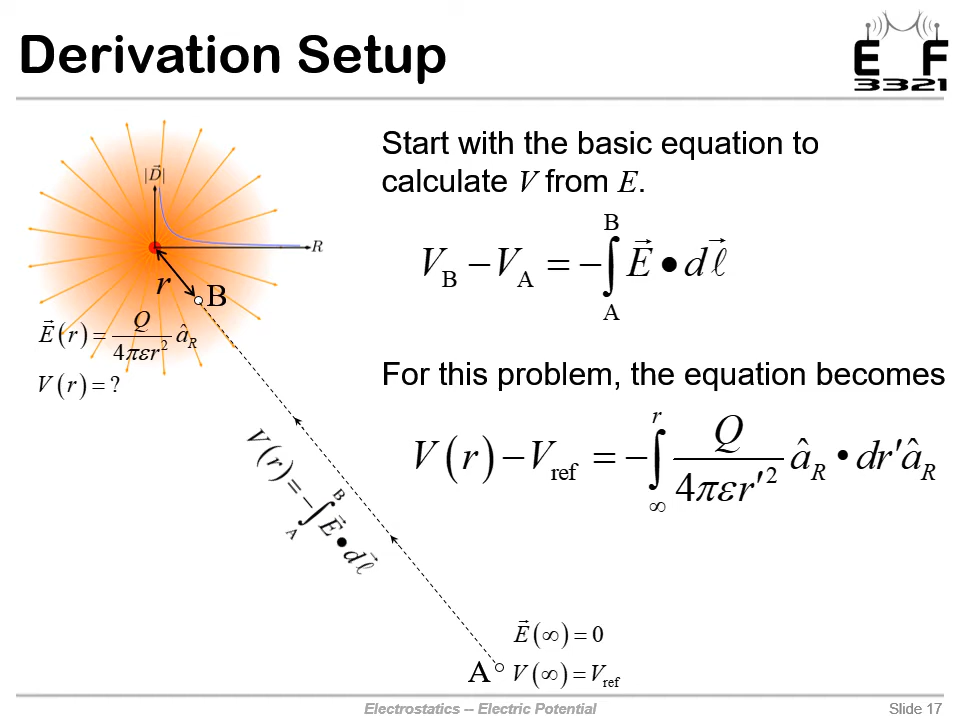 Derivation Setup
E F
3321
|D⃗|
R
r
B
E⃗(r) = Q / 4πεr² â_R
V(r) = ?
Start with the basic equation to
calculate V from E.
V_B − V_A = −∫_A^B E⃗ • dℓ⃗
For this problem, the equation becomes
V(r) − V_ref = −∫_∞^r Q / 4πεr′² â_R • dr′â_R
V(r) = −∫_A^B E⃗ • dℓ⃗
E⃗(∞) = 0
A
V(∞) = V_ref
Electrostatics -- Electric Potential
Slide 17